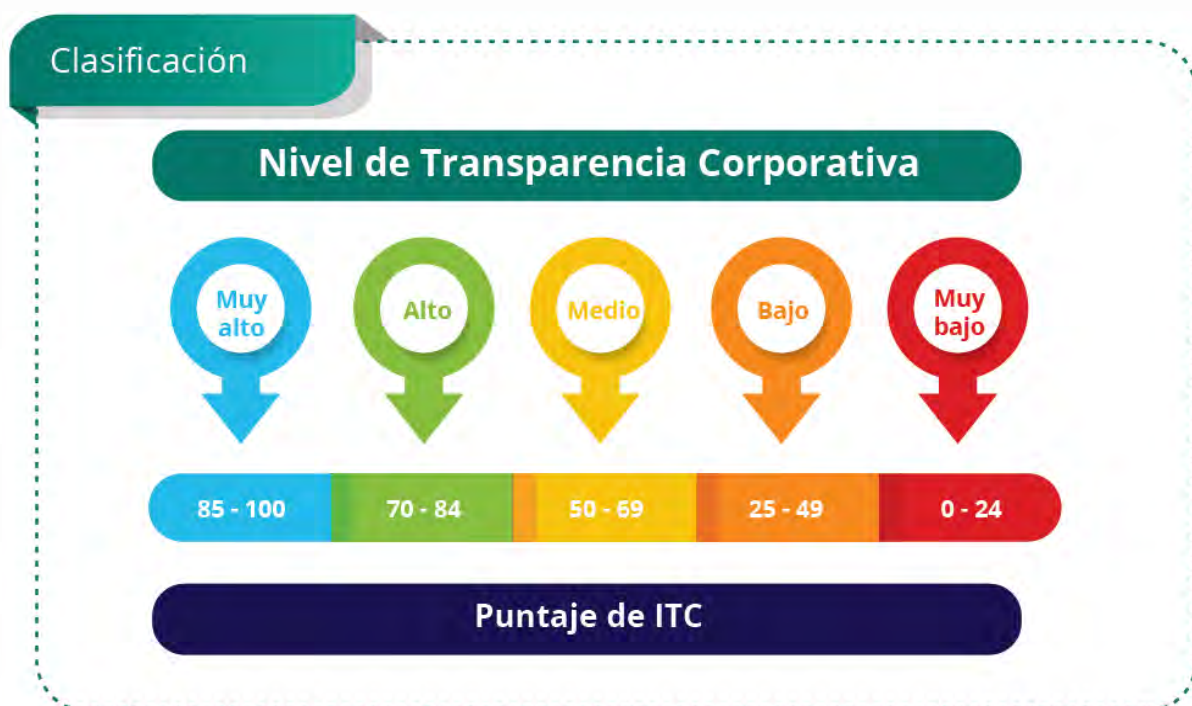 Clasificación
Nivel de Transparencia Corporativa
Muy
alto
Alto
Medio
Bajo
Muy
bajo
85 - 100
70 - 84
50 - 69
25 - 49
0 - 24
Puntaje de ITC